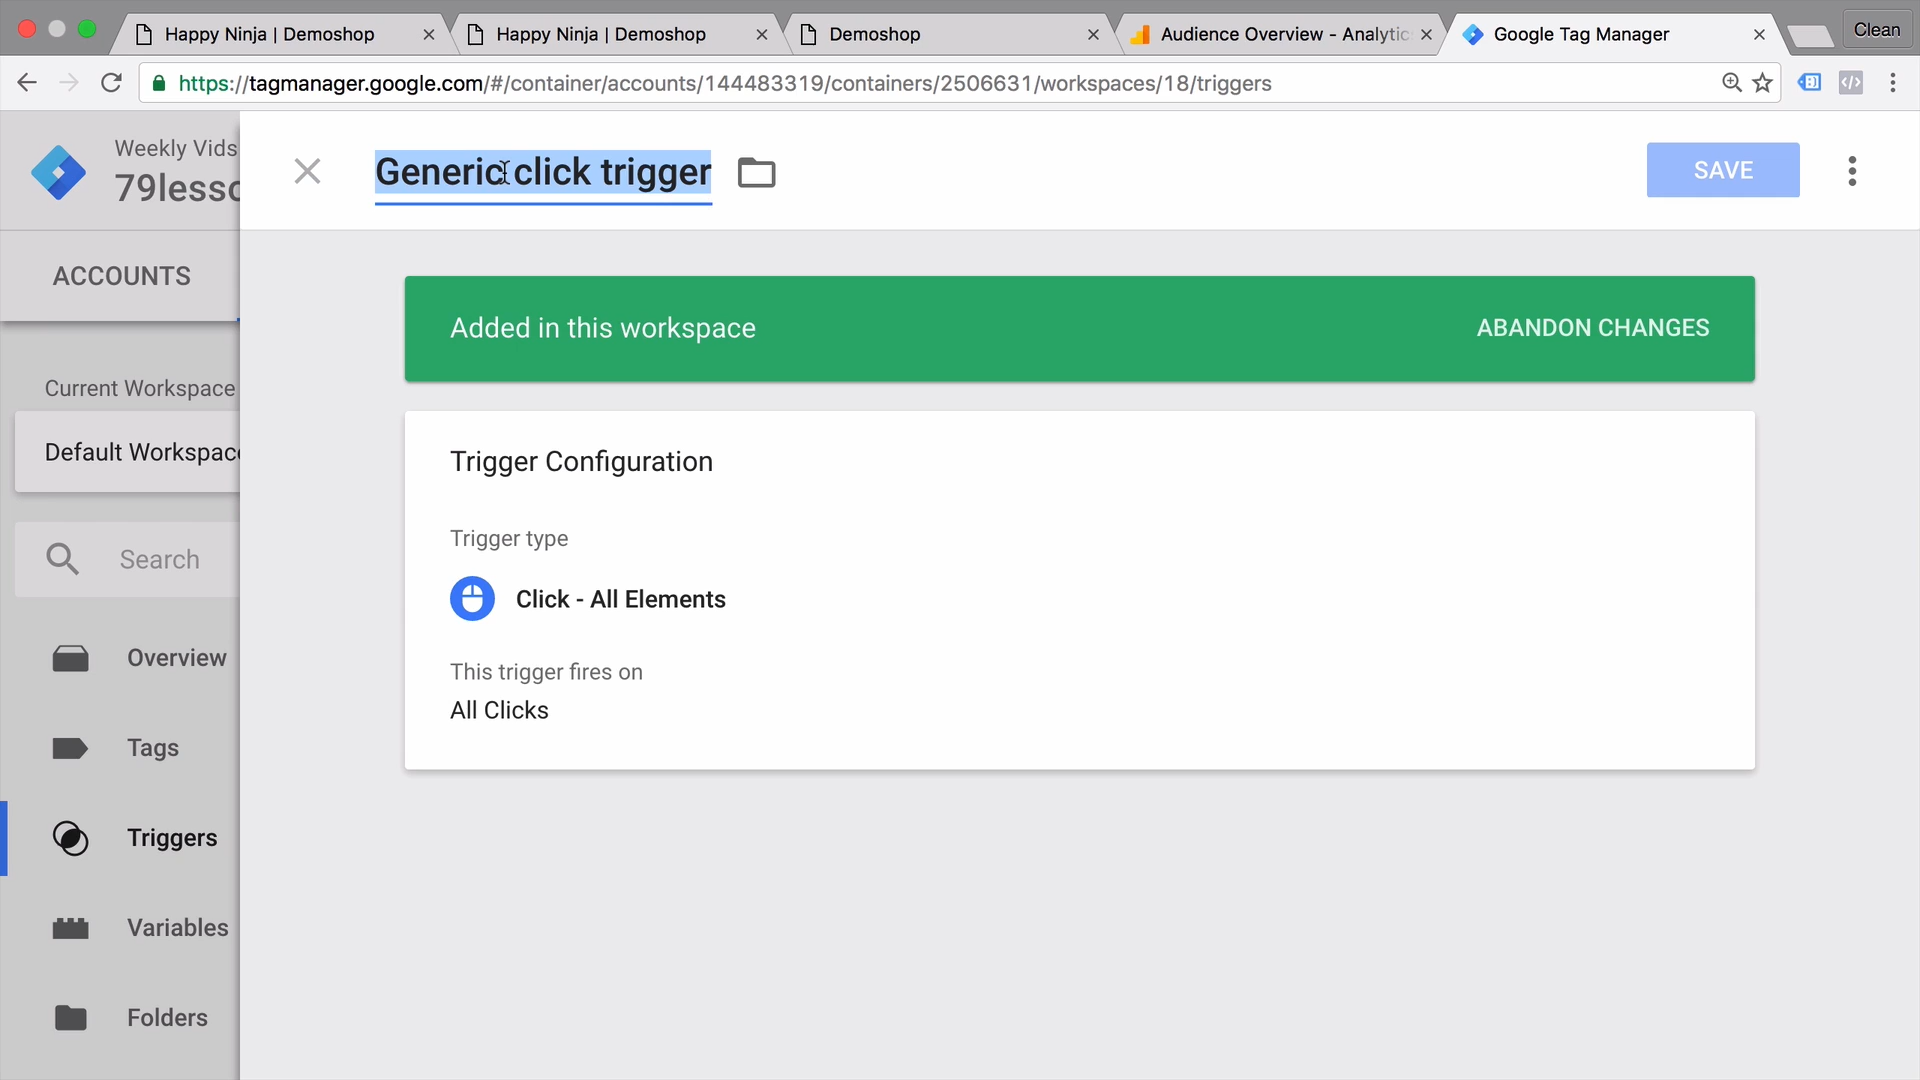 Happy Ninja | Demoshop
Happy Ninja | Demoshop
Demoshop
Audience Overview - Analytic
Google Tag Manager
Clean
https://tagmanager.google.com/#/container/accounts/144483319/containers/2506631/workspaces/18/triggers
Weekly Vids
79lesso
Generic click trigger
SAVE
ACCOUNTS
Added in this workspace
ABANDON CHANGES
Current Workspace
Default Workspace
Trigger Configuration
Trigger type
Search
Click - All Elements
This trigger fires on
All Clicks
Overview
Tags
Triggers
Variables
Folders